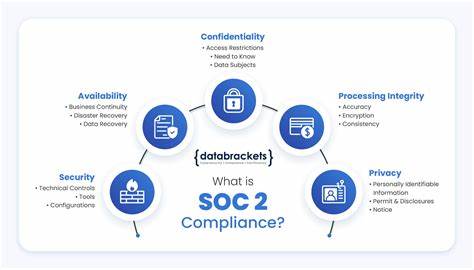 Confidentiality
• Access Restrictions
• Need to Know
• Data Subjects
Availability
• Business Continuity
• Disaster Recovery
• Data Recovery
Processing Integrity
• Accuracy
• Encryption
• Consistency
{databrackets}
Security
• Technical Controls
• Tools
• Configurations
What is
SOC 2
Compliance?
Privacy
• Personally Identifiable
Information
• Permit & Disclosures
• Notice